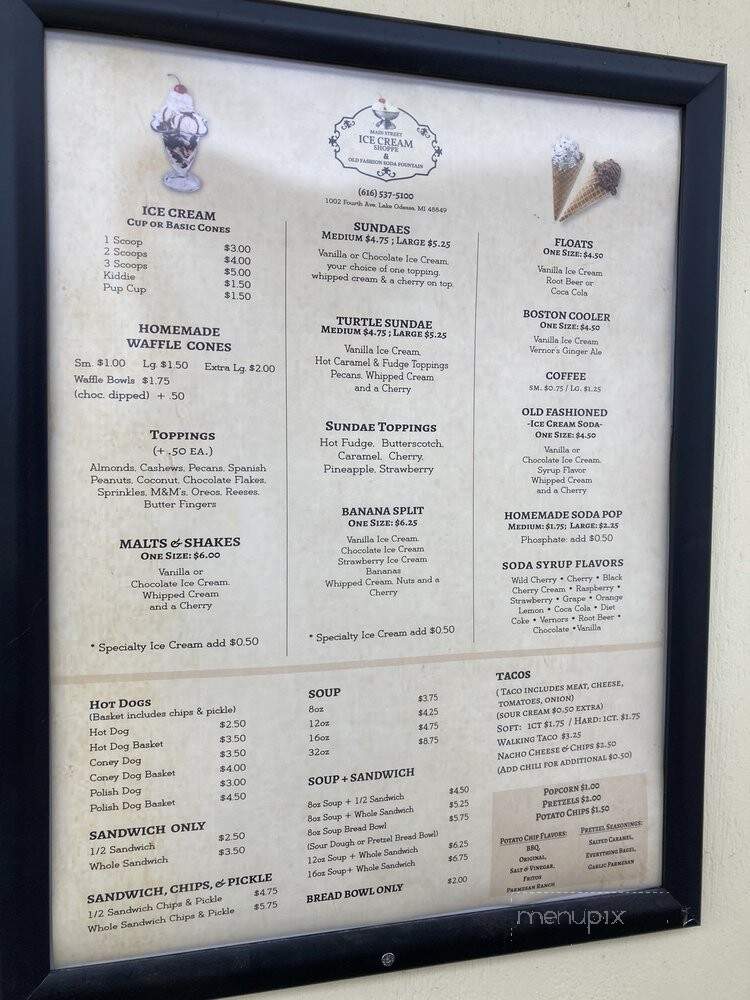 MAIN STREET
ICE CREAM
SHOPPE
&
OLD FASHION SODA FOUNTAIN
(616) 537-5100
1002 Fourth Ave, Lake Odessa, MI 48849
ICE CREAM
CUP OR BASIC CONES
1 Scoop $3.00
2 Scoops $4.00
3 Scoops $5.00
Kiddie $1.50
Pup Cup $1.50
HOMEMADE
WAFFLE CONES
Sm. $1.00 Lg. $1.50 Extra Lg. $2.00
Waffle Bowls $1.75
(choc. dipped) + .50
TOPPINGS
(+ .50 EA.)
Almonds, Cashews, Pecans, Spanish
Peanuts, Coconut, Chocolate Flakes,
Sprinkles, M&M's, Oreos, Reeses,
Butter Fingers
MALTS & SHAKES
ONE SIZE: $6.00
Vanilla or
Chocolate Ice Cream,
Whipped Cream
and a Cherry
* Specialty Ice Cream add $0.50
SUNDAES
MEDIUM $4.75 ; LARGE $5.25
Vanilla or Chocolate Ice Cream,
your choice of one topping,
whipped cream & a cherry on top.
TURTLE SUNDAE
MEDIUM $4.75 ; LARGE $5.25
Vanilla Ice Cream,
Hot Caramel & Fudge Toppings
Pecans, Whipped Cream
and a Cherry
SUNDAE TOPPINGS
Hot Fudge, Butterscotch,
Caramel, Cherry,
Pineapple, Strawberry
BANANA SPLIT
ONE SIZE: $6.25
Vanilla Ice Cream,
Chocolate Ice Cream
Strawberry Ice Cream
Bananas
Whipped Cream, Nuts and a
Cherry
* Specialty Ice Cream add $0.50
FLOATS
ONE SIZE: $4.50
Vanilla Ice Cream
Root Beer or
Coca Cola
BOSTON COOLER
ONE SIZE: $4.50
Vanilla Ice Cream
Vernor's Ginger Ale
COFFEE
SM. $0.75 / LG. $1.25
OLD FASHIONED
-ICE CREAM SODA-
ONE SIZE: $4.50
Vanilla or
Chocolate Ice Cream,
Syrup Flavor
Whipped Cream
and a Cherry
HOMEMADE SODA POP
MEDIUM: $1.75; LARGE: $2.25
Phosphate: add $0.50
SODA SYRUP FLAVORS
Wild Cherry • Cherry • Black
Cherry Cream • Raspberry •
Strawberry • Grape • Orange
Lemon • Coca Cola • Diet
Coke • Vernors • Root Beer •
Chocolate • Vanilla
HOT DOGS
(Basket includes chips & pickle)
Hot Dog $2.50
Hot Dog Basket $3.50
Coney Dog $3.50
Coney Dog Basket $4.00
Polish Dog $3.00
Polish Dog Basket $4.50
SANDWICH ONLY
1/2 Sandwich $2.50
Whole Sandwich $3.50
SANDWICH, CHIPS, & PICKLE
1/2 Sandwich Chips & Pickle $4.75
Whole Sandwich Chips & Pickle $5.75
SOUP
8oz $3.75
12oz $4.25
16oz $4.75
32oz $8.75
SOUP + SANDWICH
8oz Soup + 1/2 Sandwich $4.50
8oz Soup + Whole Sandwich $5.25
8oz Soup Bread Bowl $5.75
(Sour Dough or Pretzel Bread Bowl)
12oz Soup + Whole Sandwich $6.25
16oz Soup+ Whole Sandwich $6.75
BREAD BOWL ONLY $2.00
TACOS
( TACO INCLUDES MEAT, CHEESE,
TOMATOES, ONION)
(SOUR CREAM $0.50 EXTRA)
SOFT: 1CT $1.75 / HARD: 1CT. $1.75
WALKING TACO $3.25
NACHO CHEESE & CHIPS $2.50
(ADD CHILI FOR ADDITIONAL $0.50)
POPCORN $1.00
PRETZELS $2.00
POTATO CHIPS $1.50
POTATO CHIP FLAVORS:
BBQ,
ORIGINAL,
SALT & VINEGAR,
FRITOS
PARMESAN RANCH
PRETZEL SEASONINGS:
SALTED CARAMEL,
EVERYTHING BAGEL,
GARLIC PARMESAN
menupix